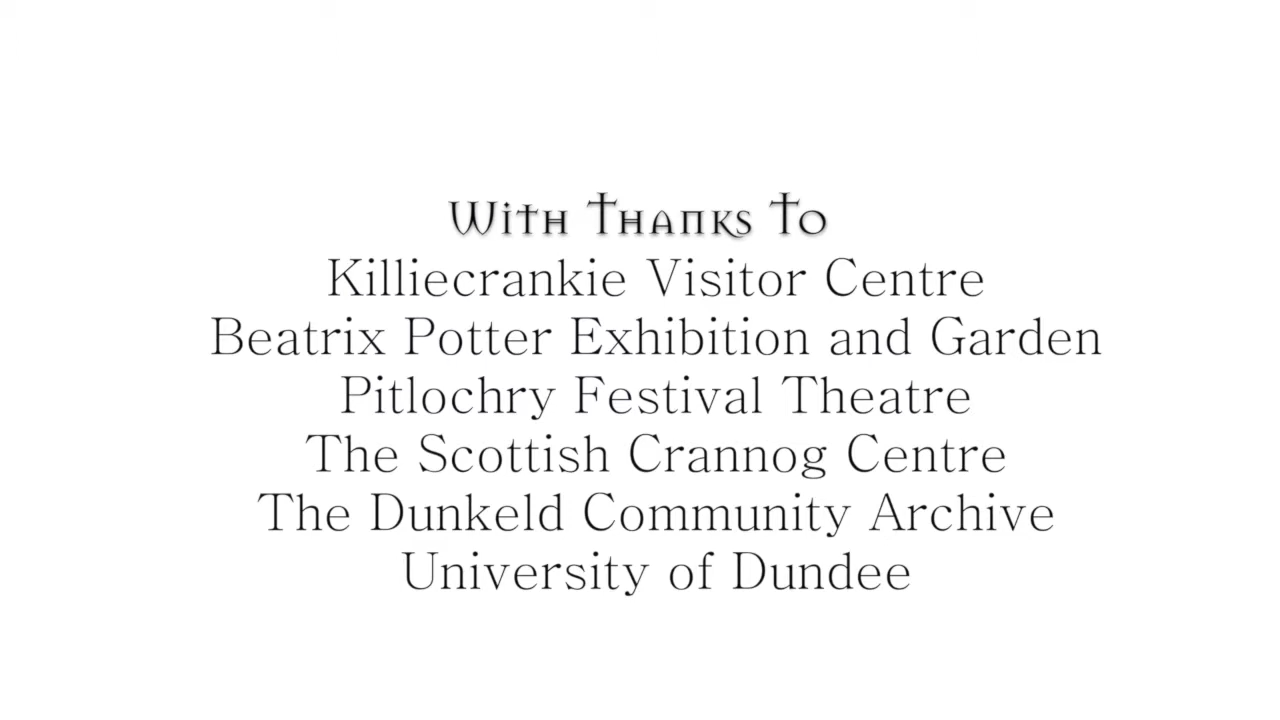 With Thanks To
Killiecrankie Visitor Centre
Beatrix Potter Exhibition and Garden
Pitlochry Festival Theatre
The Scottish Crannog Centre
The Dunkeld Community Archive
University of Dundee